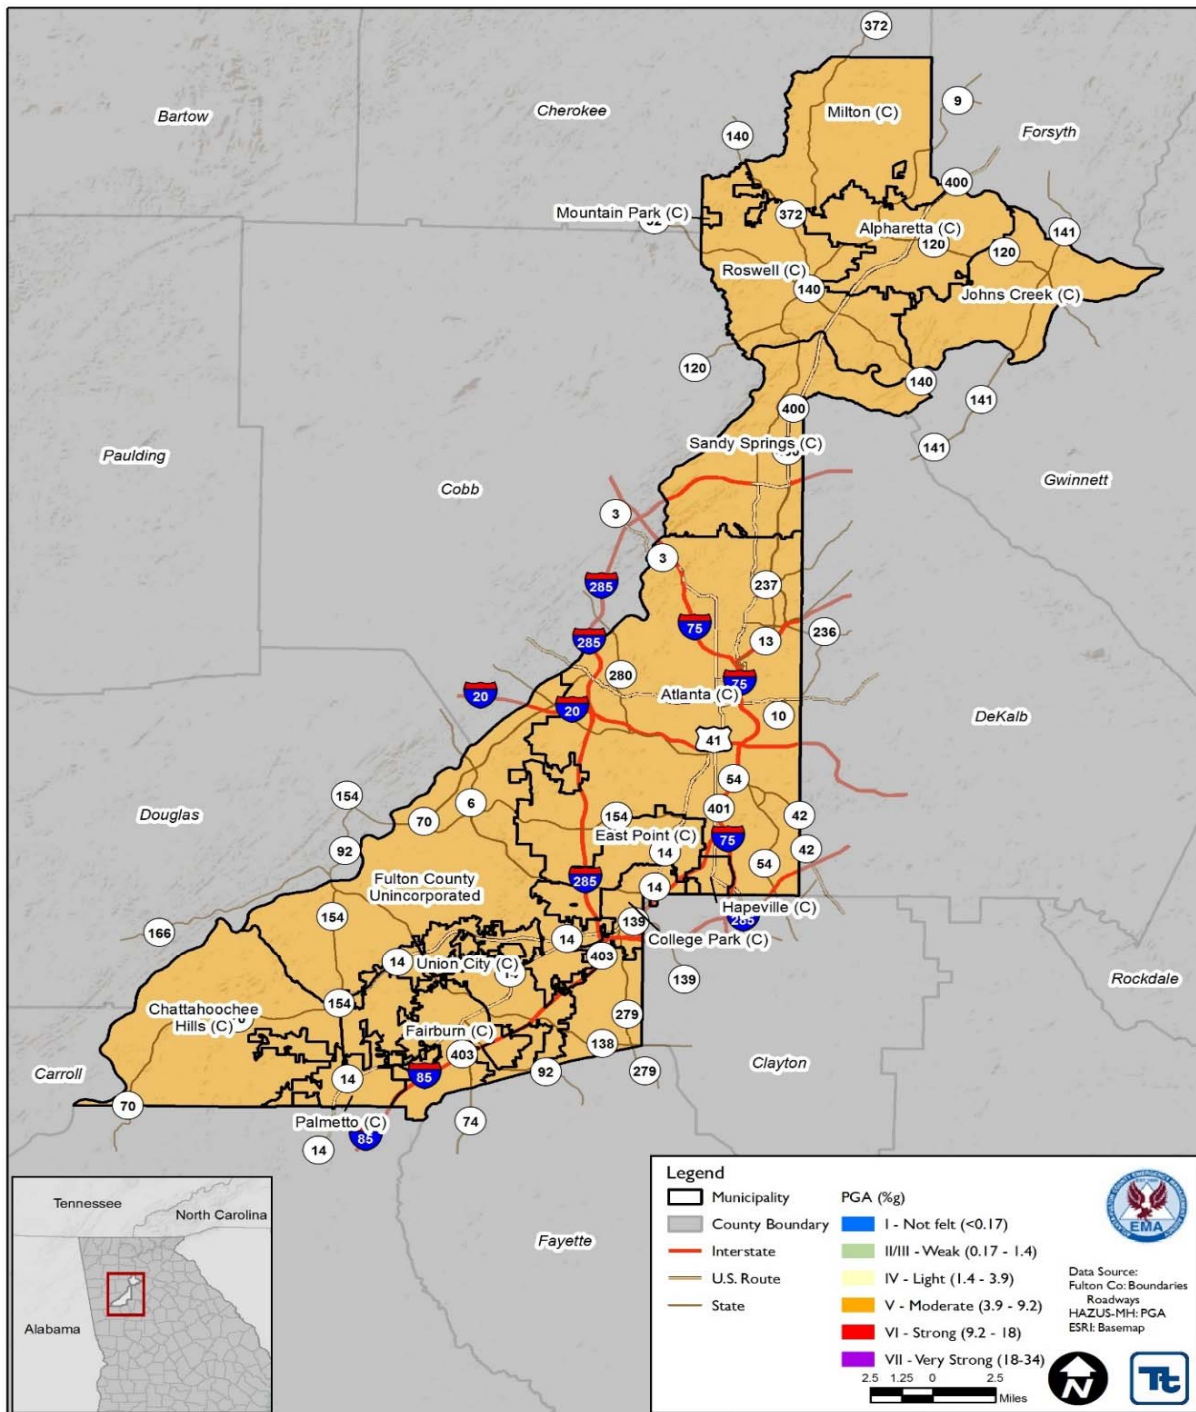 372
Bartow
Cherokee
Milton (C)
9
Forsyth
140
400
Mountain Park (C)
372
Alpharetta (C)
141
120
120
Roswell (C)
140
Johns Creek (C)
120
140
141
400
Sandy Springs (C)
141
Paulding
Cobb
Gwinnett
3
3
285
237
75
285
13
236
280
75
20
20
Atlanta (C)
10
DeKalb
41
54
154
6
154
401
42
Douglas
70
East Point (C)
75
92
14
42
54
Fulton County
Unincorporated
285
14
154
Hapeville (C)
166
139
285
14
College Park (C)
14
Union City (C)
403
139
Rockdale
154
Chattahoochee
Hills (C)
279
Fairburn (C)
138
403
Clayton
Carroll
14
85
92
279
70
Palmetto (C)
74
85
14
Fayette
Tennessee
North Carolina
Alabama
Legend
Municipality
County Boundary
Interstate
U.S. Route
State
PGA (%g)
I - Not felt (<0.17)
II/III - Weak (0.17 - 1.4)
IV - Light (1.4 - 3.9)
V - Moderate (3.9 - 9.2)
VI - Strong (9.2 - 18)
VII - Very Strong (18-34)
2.5 1.25 0 2.5
Miles
EMA
Data Source:
Fulton Co: Boundaries
Roadways
HAZUS-MH: PGA
ESRI: Basemap
N
Tt